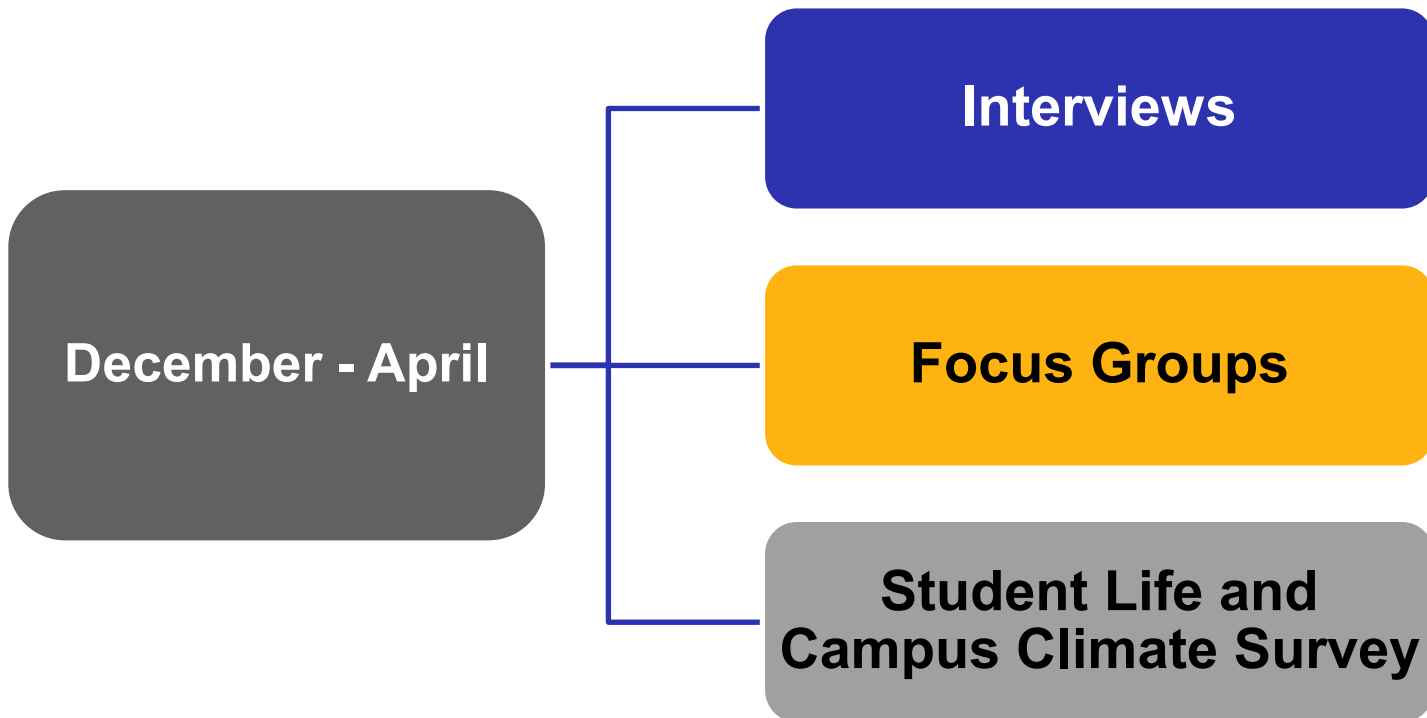 December - April
Interviews
Focus Groups
Student Life and
Campus Climate Survey